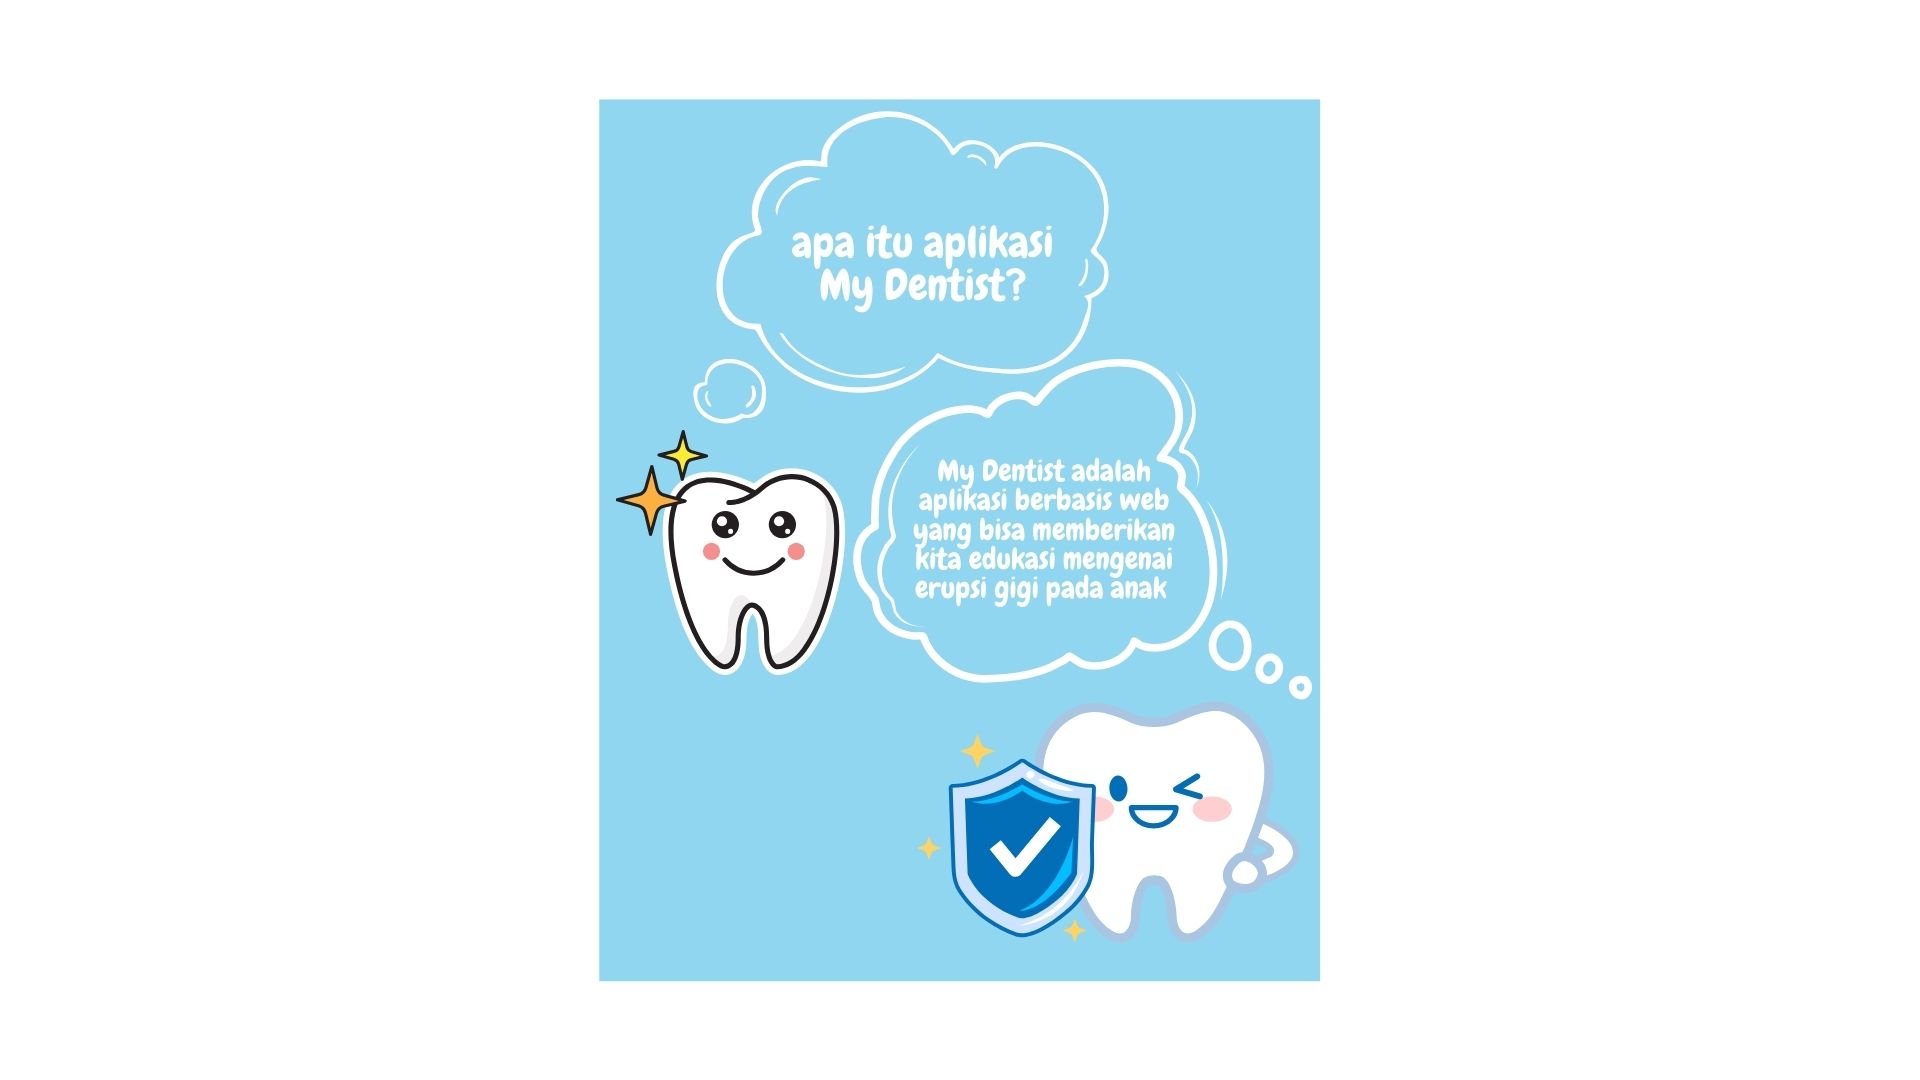 apa itu aplikasi
My Dentist?
My Dentist adalah
aplikasi berbasis web
yang bisa memberikan
kita edukasi mengenai
erupsi gigi pada anak